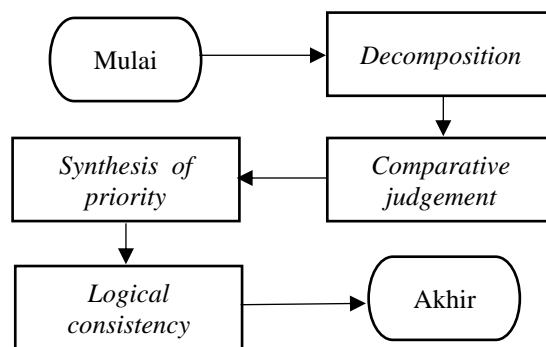 Mulai
Decomposition
Comparative
judgement
Synthesis of
priority
Logical
consistency
Akhir